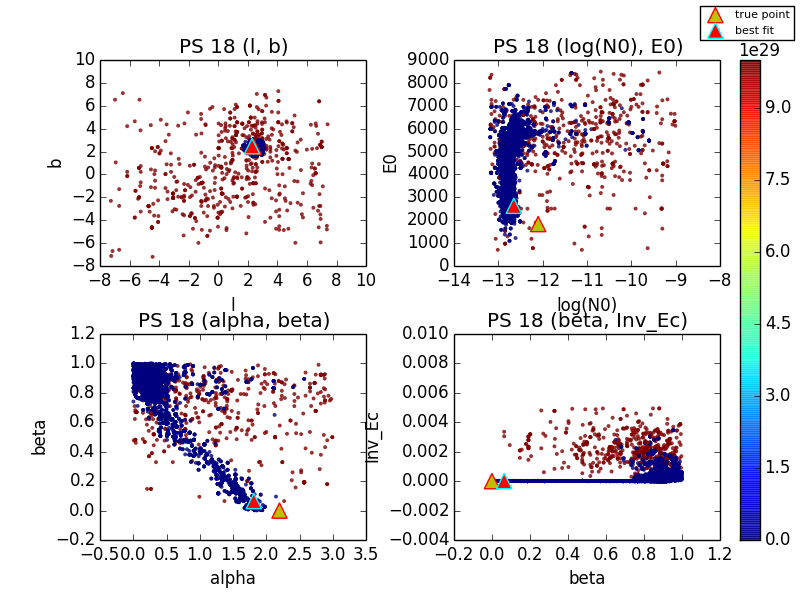 true point
best fit
PS 18 (l, b)
PS 18 (log(N0), E0)
1e29
10
8
6
4
2
0
−2
−4
−6
−8
b
−8 −6 −4 −2 0 2 4 6 8 10
l
9000
8000
7000
6000
5000
4000
3000
2000
1000
0
E0
−14 −13 −12 −11 −10 −9 −8
log(N0)
9.0
7.5
6.0
4.5
3.0
1.5
0.0
PS 18 (alpha, beta)
PS 18 (beta, Inv_Ec)
1.2
1.0
0.8
0.6
0.4
0.2
0.0
−0.2
beta
−0.5 0.0 0.5 1.0 1.5 2.0 2.5 3.0 3.5
alpha
0.010
0.008
0.006
0.004
0.002
0.000
−0.002
−0.004
Inv_Ec
−0.2 0.0 0.2 0.4 0.6 0.8 1.0 1.2
beta